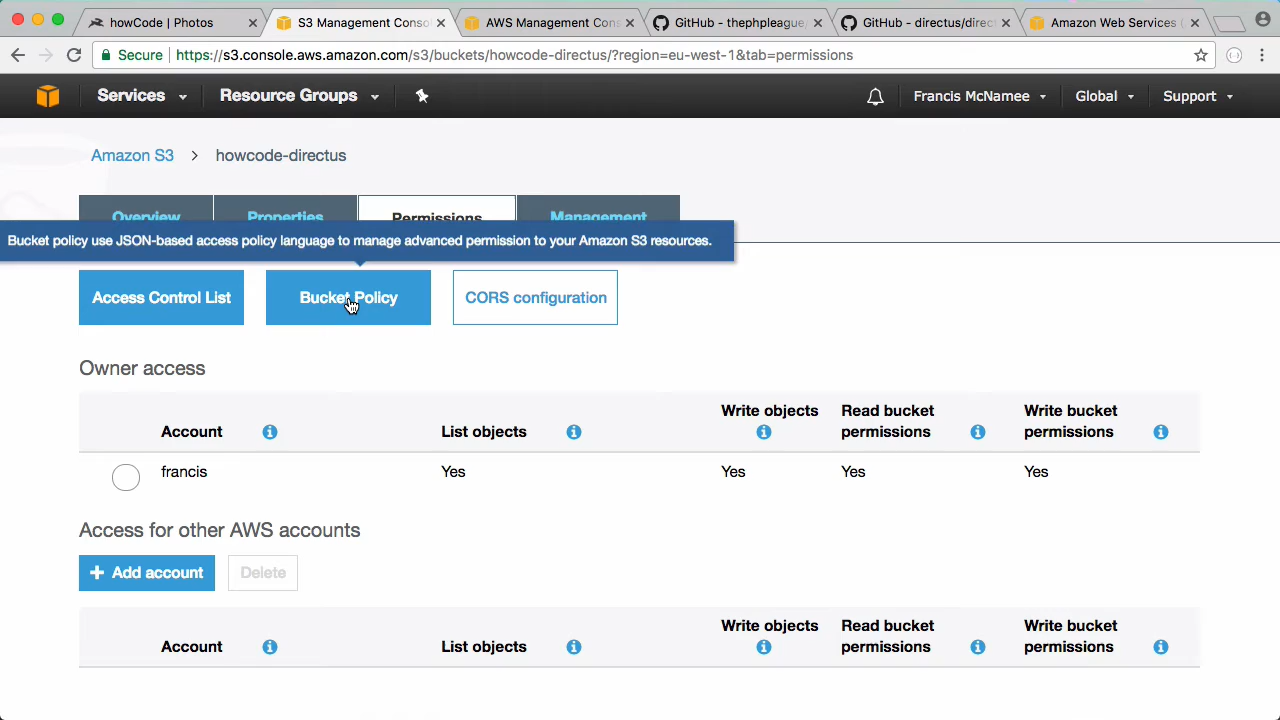 howCode | Photos
S3 Management Conso
AWS Management Cons
GitHub - thephpleague/
GitHub - directus/dire
Amazon Web Services (
Secure
https://s3.console.aws.amazon.com/s3/buckets/howcode-directus/?region=eu-west-1&tab=permissions
Services
Resource Groups
Francis McNamee
Global
Support
Amazon S3 > howcode-directus
Overview
Properties
Permissions
Management
Bucket policy use JSON-based access policy language to manage advanced permission to your Amazon S3 resources.
Access Control List
Bucket Policy
CORS configuration
Owner access
Account
List objects
Write objects
Read bucket permissions
Write bucket permissions
francis
Yes
Yes
Yes
Yes
Access for other AWS accounts
+ Add account
Delete
Account
List objects
Write objects
Read bucket permissions
Write bucket permissions